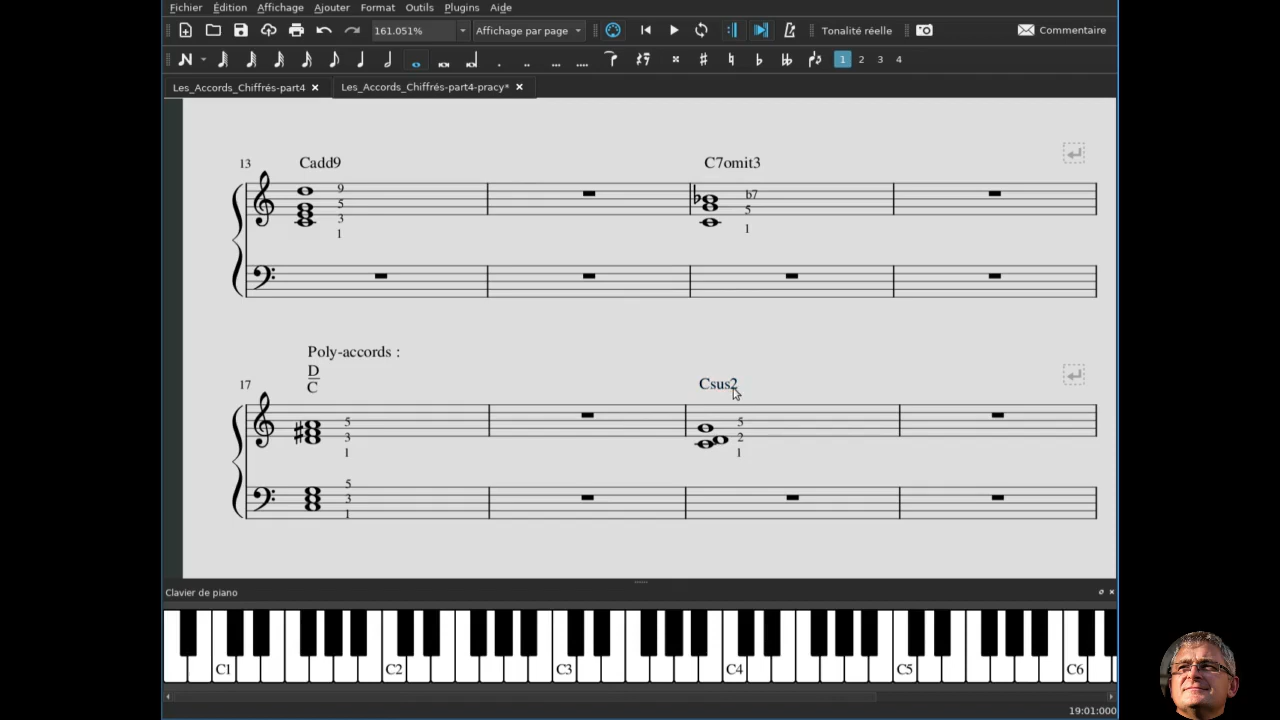 Fichier Édition Affichage Ajouter Format Outils Plugins Aide
161.051% Affichage par page Tonalité réelle Commentaire
1 2 3 4
Les_Accords_Chiffrés-part4 Les_Accords_Chiffrés-part4-pracy*
13 Cadd9 C7omit3
9 b7
5 5
3
1 1
Poly-accords :
D
C
17 Csus2
5 5
3 2
1 1
5
3
1
Clavier de piano
C1 C2 C3 C4 C5 C6
19:01:000